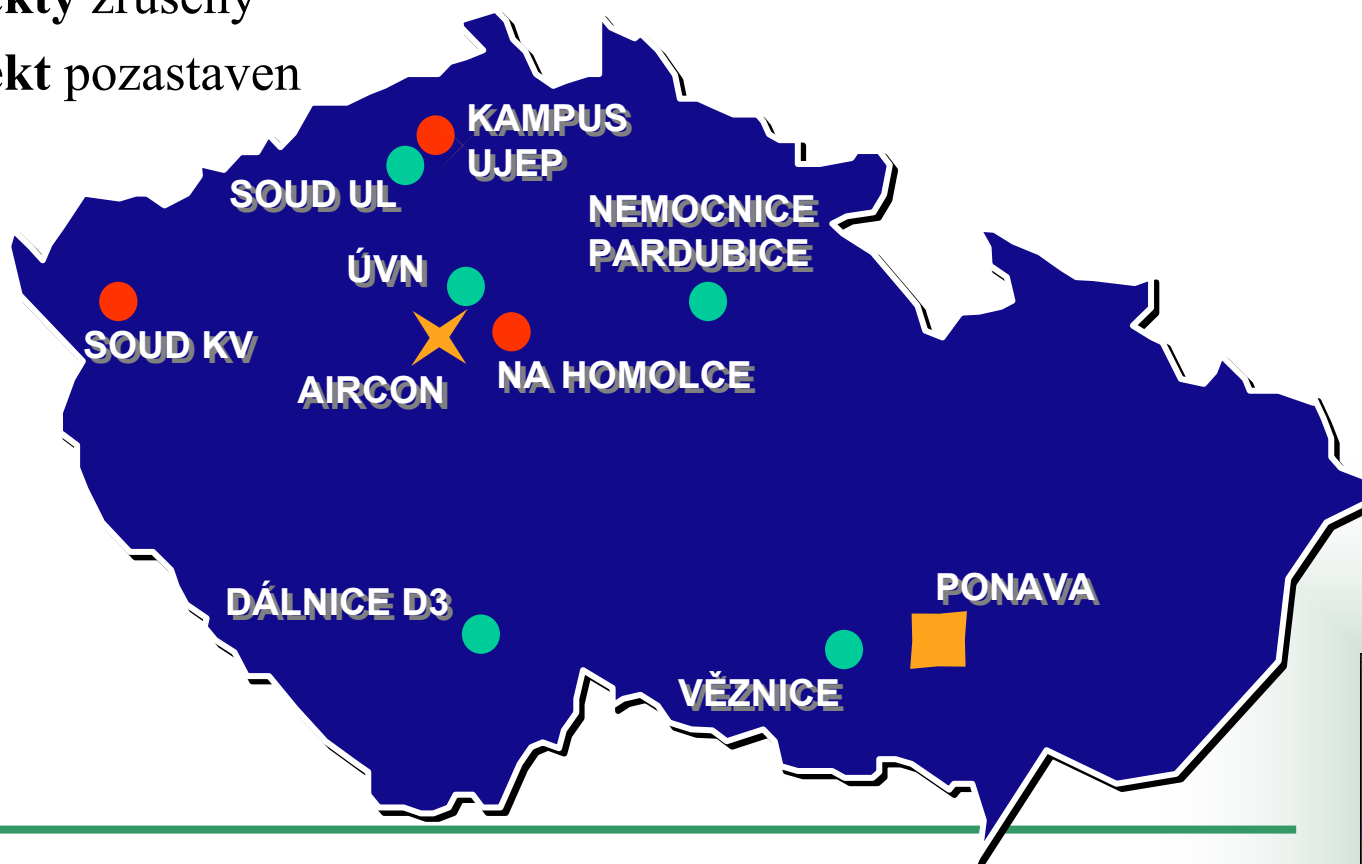 kty zrušeny
ekt pozastaven
KAMPUS
UJEP
SOUD UL
NEMOCNICE
PARDUBICE
ÚVN
SOUD KV
NA HOMOLCE
AIRCON
DÁLNICE D3
PONAVA
VĚZNICE